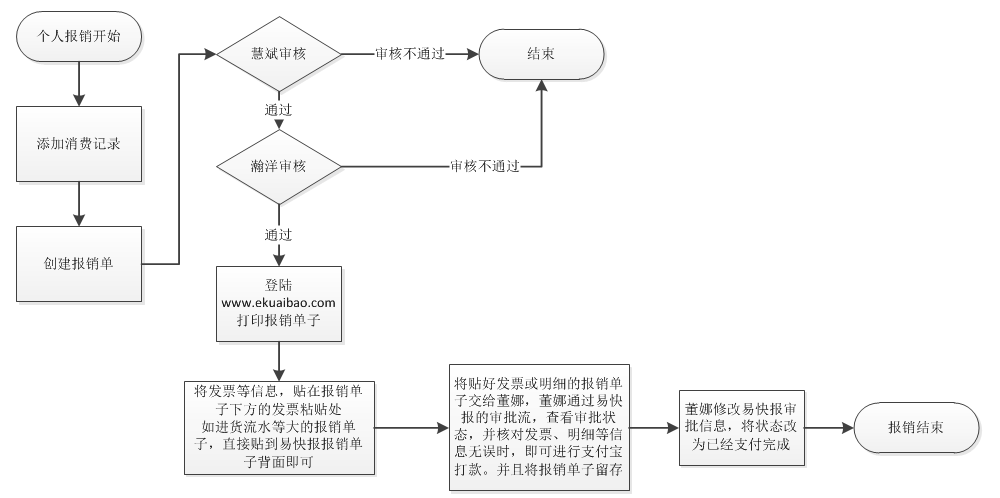 个人报销开始
添加消费记录
创建报销单
慧斌审核
审核不通过
结束
通过
瀚洋审核
审核不通过
通过
登陆
www.ekuaibao.com
打印报销单子
将发票等信息，贴在报销单
子下方的发票粘贴处
如进货流水等大的报销单
子，直接贴到易快报报销单
子背面即可
将贴好发票或明细的报销单
子交给董娜，董娜通过易快
报的审批流，查看审批状
态，并核对发票、明细等信
息无误时，即可进行支付宝
打款。并且将报销单子留存
董娜修改易快报审
批信息，将状态改
为已经支付完成
报销结束